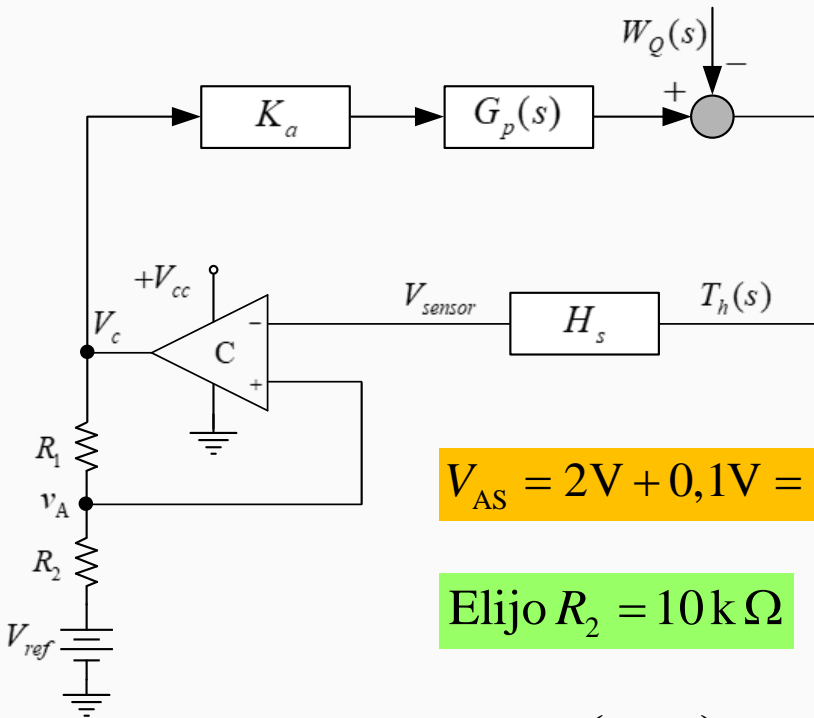 W_Q(s)
−
+
K_a
G_p(s)
+V_cc
V_c
C
−
+
V_sensor
H_s
T_h(s)
R_1
v_A
R_2
V_ref
V_AS = 2V + 0,1V =
Elijo R_2 = 10 k Ω